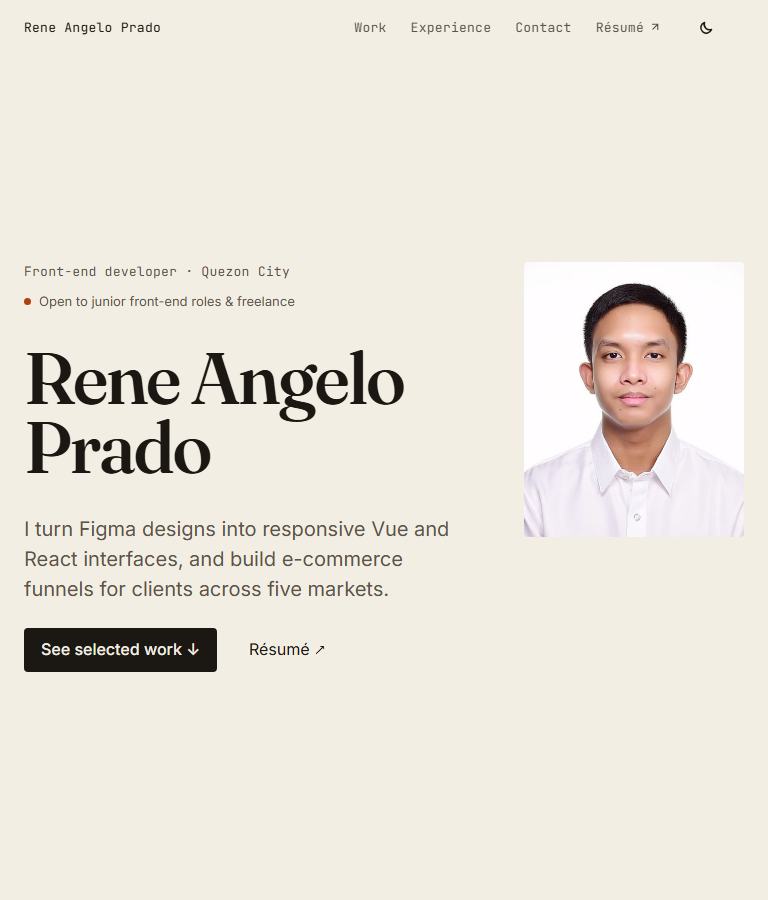 Rene Angelo Prado
Work Experience Contact Résumé ↗
Front-end developer · Quezon City
Open to junior front-end roles & freelance
Rene Angelo
Prado
I turn Figma designs into responsive Vue and
React interfaces, and build e-commerce
funnels for clients across five markets.
See selected work ↓ Résumé ↗